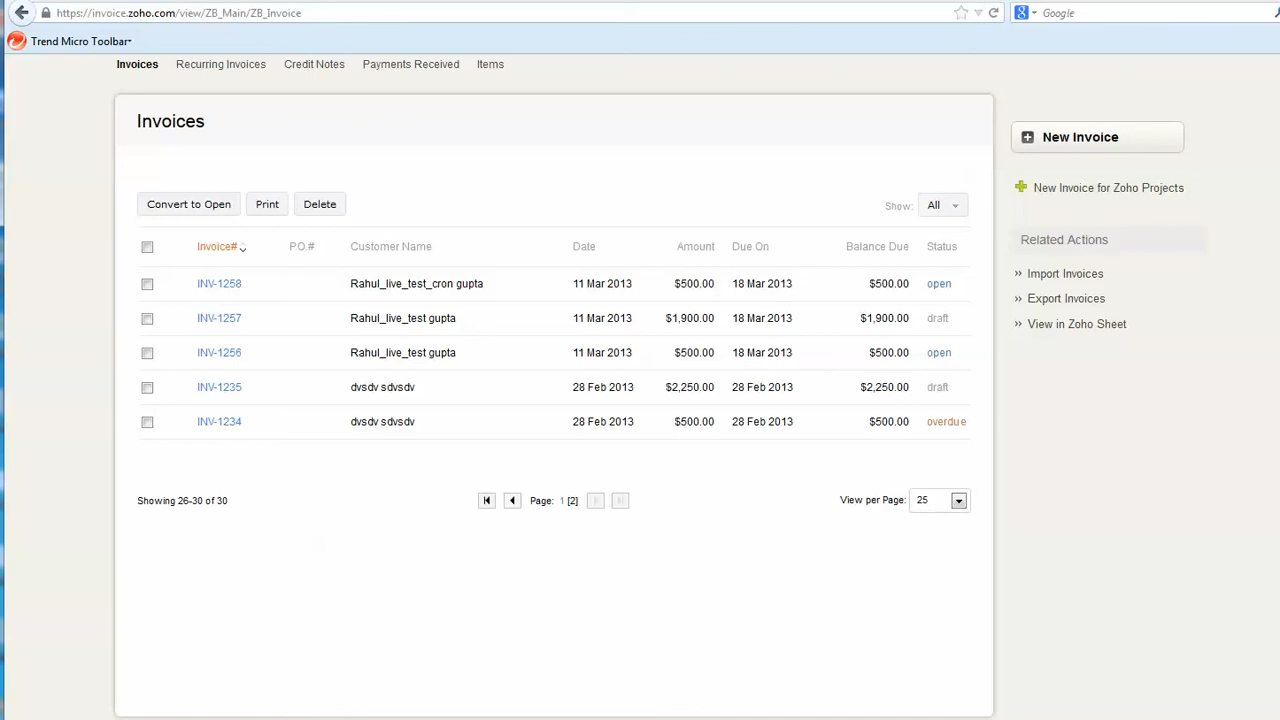 https://invoice.zoho.com/view/ZB_Main/ZB_Invoice Google
Trend Micro Toolbar
Invoices Recurring Invoices Credit Notes Payments Received Items
Invoices
New Invoice
New Invoice for Zoho Projects
Convert to Open Print Delete Show: All
Related Actions
Invoice# P.O.# Customer Name Date Amount Due On Balance Due Status
Import Invoices
INV-1258 Rahul_live_test_cron gupta 11 Mar 2013 $500.00 18 Mar 2013 $500.00 open
Export Invoices
INV-1257 Rahul_live_test gupta 11 Mar 2013 $1,900.00 18 Mar 2013 $1,900.00 draft
View in Zoho Sheet
INV-1256 Rahul_live_test gupta 11 Mar 2013 $500.00 18 Mar 2013 $500.00 open
INV-1235 dvsdv sdvsdv 28 Feb 2013 $2,250.00 28 Feb 2013 $2,250.00 draft
INV-1234 dvsdv sdvsdv 28 Feb 2013 $500.00 28 Feb 2013 $500.00 overdue
Showing 26-30 of 30 Page: 1 [2] View per Page: 25